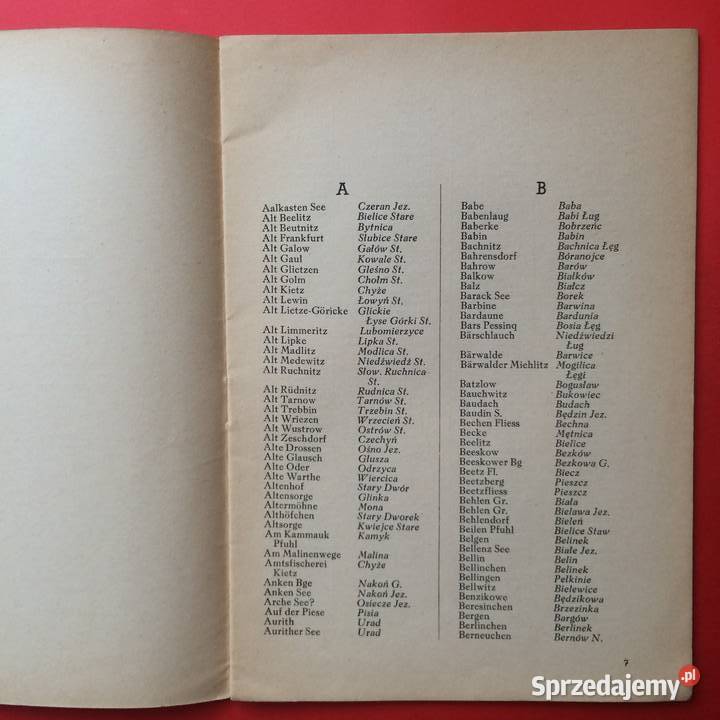 A
Aalkasten See Czeran Jez.
Alt Beelitz Bielice Stare
Alt Beutnitz Bytnica
Alt Frankfurt Słubice Stare
Alt Galow Gałów St.
Alt Gaul Kowale St.
Alt Glietzen Gleśno St.
Alt Golm Chołm St.
Alt Kietz Chyże
Alt Lewin Łowyń St.
Alt Lietze-Göricke Glickie
Łyse Górki St.
Alt Limmeritz Lubomierzyce
Alt Lipke Lipka St.
Alt Madlitz Modlica St.
Alt Medewitz Niedźwiedź St.
Alt Ruchnitz Słow. Ruchnica
St.
Alt Rüdnitz Rudnica St.
Alt Tarnow Tarnów St.
Alt Trebbin Trzebin St.
Alt Wriezen Wrzecień St.
Alt Wustrow Ostrów St.
Alt Zeschdorf Czechyń
Alte Drossen Ośno Jez.
Alte Glausch Głusza
Alte Oder Odrzyca
Alte Warthe Wiercica
Altenhof Stary Dwór
Altensorge Glinka
Altermöhne Mona
Althöfchen Stary Dworek
Altsorge Kwiejce Stare
Am Kammauk Kamyk
Pfuhl
Am Malinenwege Malina
Amtsfischerei Chyże
Kietz
Anken Bge Nakoń G.
Anken See Nakoń Jez.
Arche See? Osiecze Jez.
Auf der Piese Pisia
Aurith Urad
Aurither See Urad
B
Babe Baba
Babenlaug Babi Ług
Baberke Bobrzeńc
Babin Babin
Bachnitz Bachnica Łęg
Bahrensdorf Bóranojce
Bahrow Barów
Balkow Białków
Balz Białcz
Barack See Borek
Barbine Barwina
Bardaune Bardunia
Bars Pessinq Bosia Łęg
Bärschlauch Niedźwiedzi
Ług
Bärwalde Barwice
Bärwalder Miehlitz Mogilica
Łęgi
Batzlow Bogusław
Bauchwitz Bukowiec
Baudach Budach
Baudin S. Będzin Jez.
Bechen Fliess Bechna
Becke Mętnica
Beelitz Bielice
Beeskow Bezków
Beeskower Bg Bezkowa G.
Beetz Fl. Biecz
Beetzberg Pieszcz
Beetzfliess Pieszcz
Behlen Gr. Biała
Behlen Gr. Bielawa Jez.
Behlendorf Bieleń
Beilen Pfuhl Bielice Staw
Belgen Belinek
Bellenz See Białe Jez.
Bellin Belin
Bellinchen Belinek
Bellingen Pełkinie
Bellwitz Bielewice
Benzikowe Będzikowa
Beresinchen Brzezinka
Bergen Bargów
Berlinchen Berlinek
Berneuchen Bernów N.
7
Sprzedajemy.pl